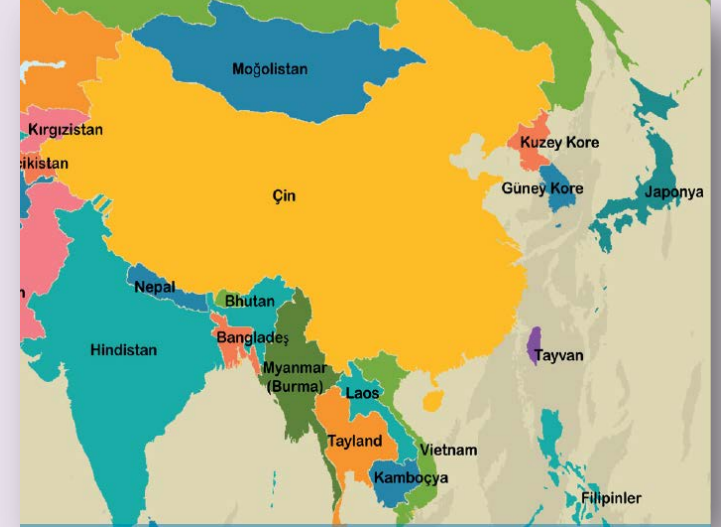 Moğolistan
Kırgızistan
Kuzey Kore
ikistan
Güney Kore
Japonya
Çin
Nepal
Bhutan
n
Bangladeş
Hindistan
Tayvan
Myanmar
(Burma)
Laos
Tayland
Vietnam
Kamboçya
Filipinler